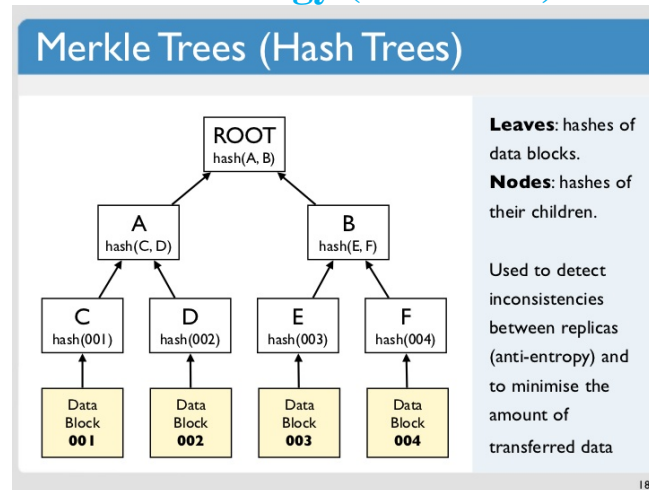 Merkle Trees (Hash Trees)
ROOT
hash(A, B)
A
hash(C, D)
B
hash(E, F)
C
hash(001)
D
hash(002)
E
hash(003)
F
hash(004)
Data
Block
001
Data
Block
002
Data
Block
003
Data
Block
004
Leaves: hashes of
data blocks.
Nodes: hashes of
their children.
Used to detect
inconsistencies
between replicas
(anti-entropy) and
to minimise the
amount of
transferred data
18